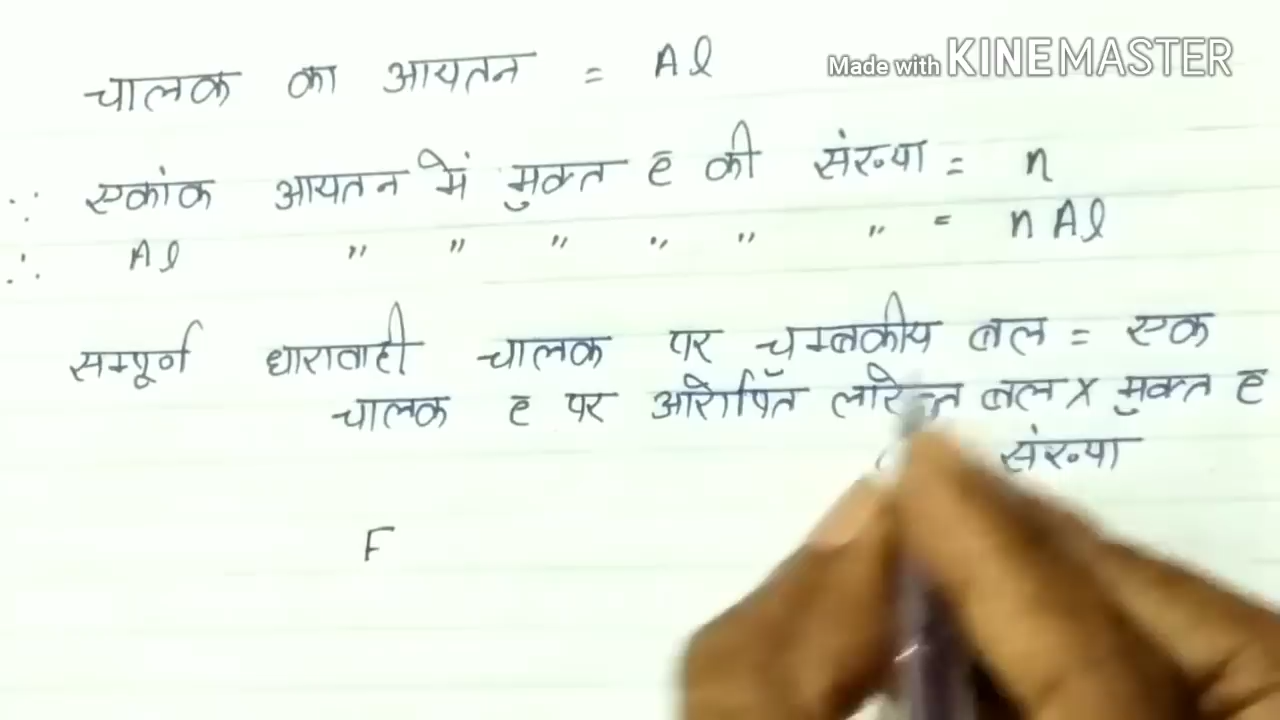 Made with KINEMASTER
चालक का आयतन = Al
∵ एकांक आयतन में मुक्त e̅ की संख्या = n
∴ Al " " " " " " = nAl
सम्पूर्ण धारावाही चालक पर चुम्बकीय बल = एक
चालक e̅ पर आरोपित लारेन्ज बल x मुक्त e̅
संख्या
F